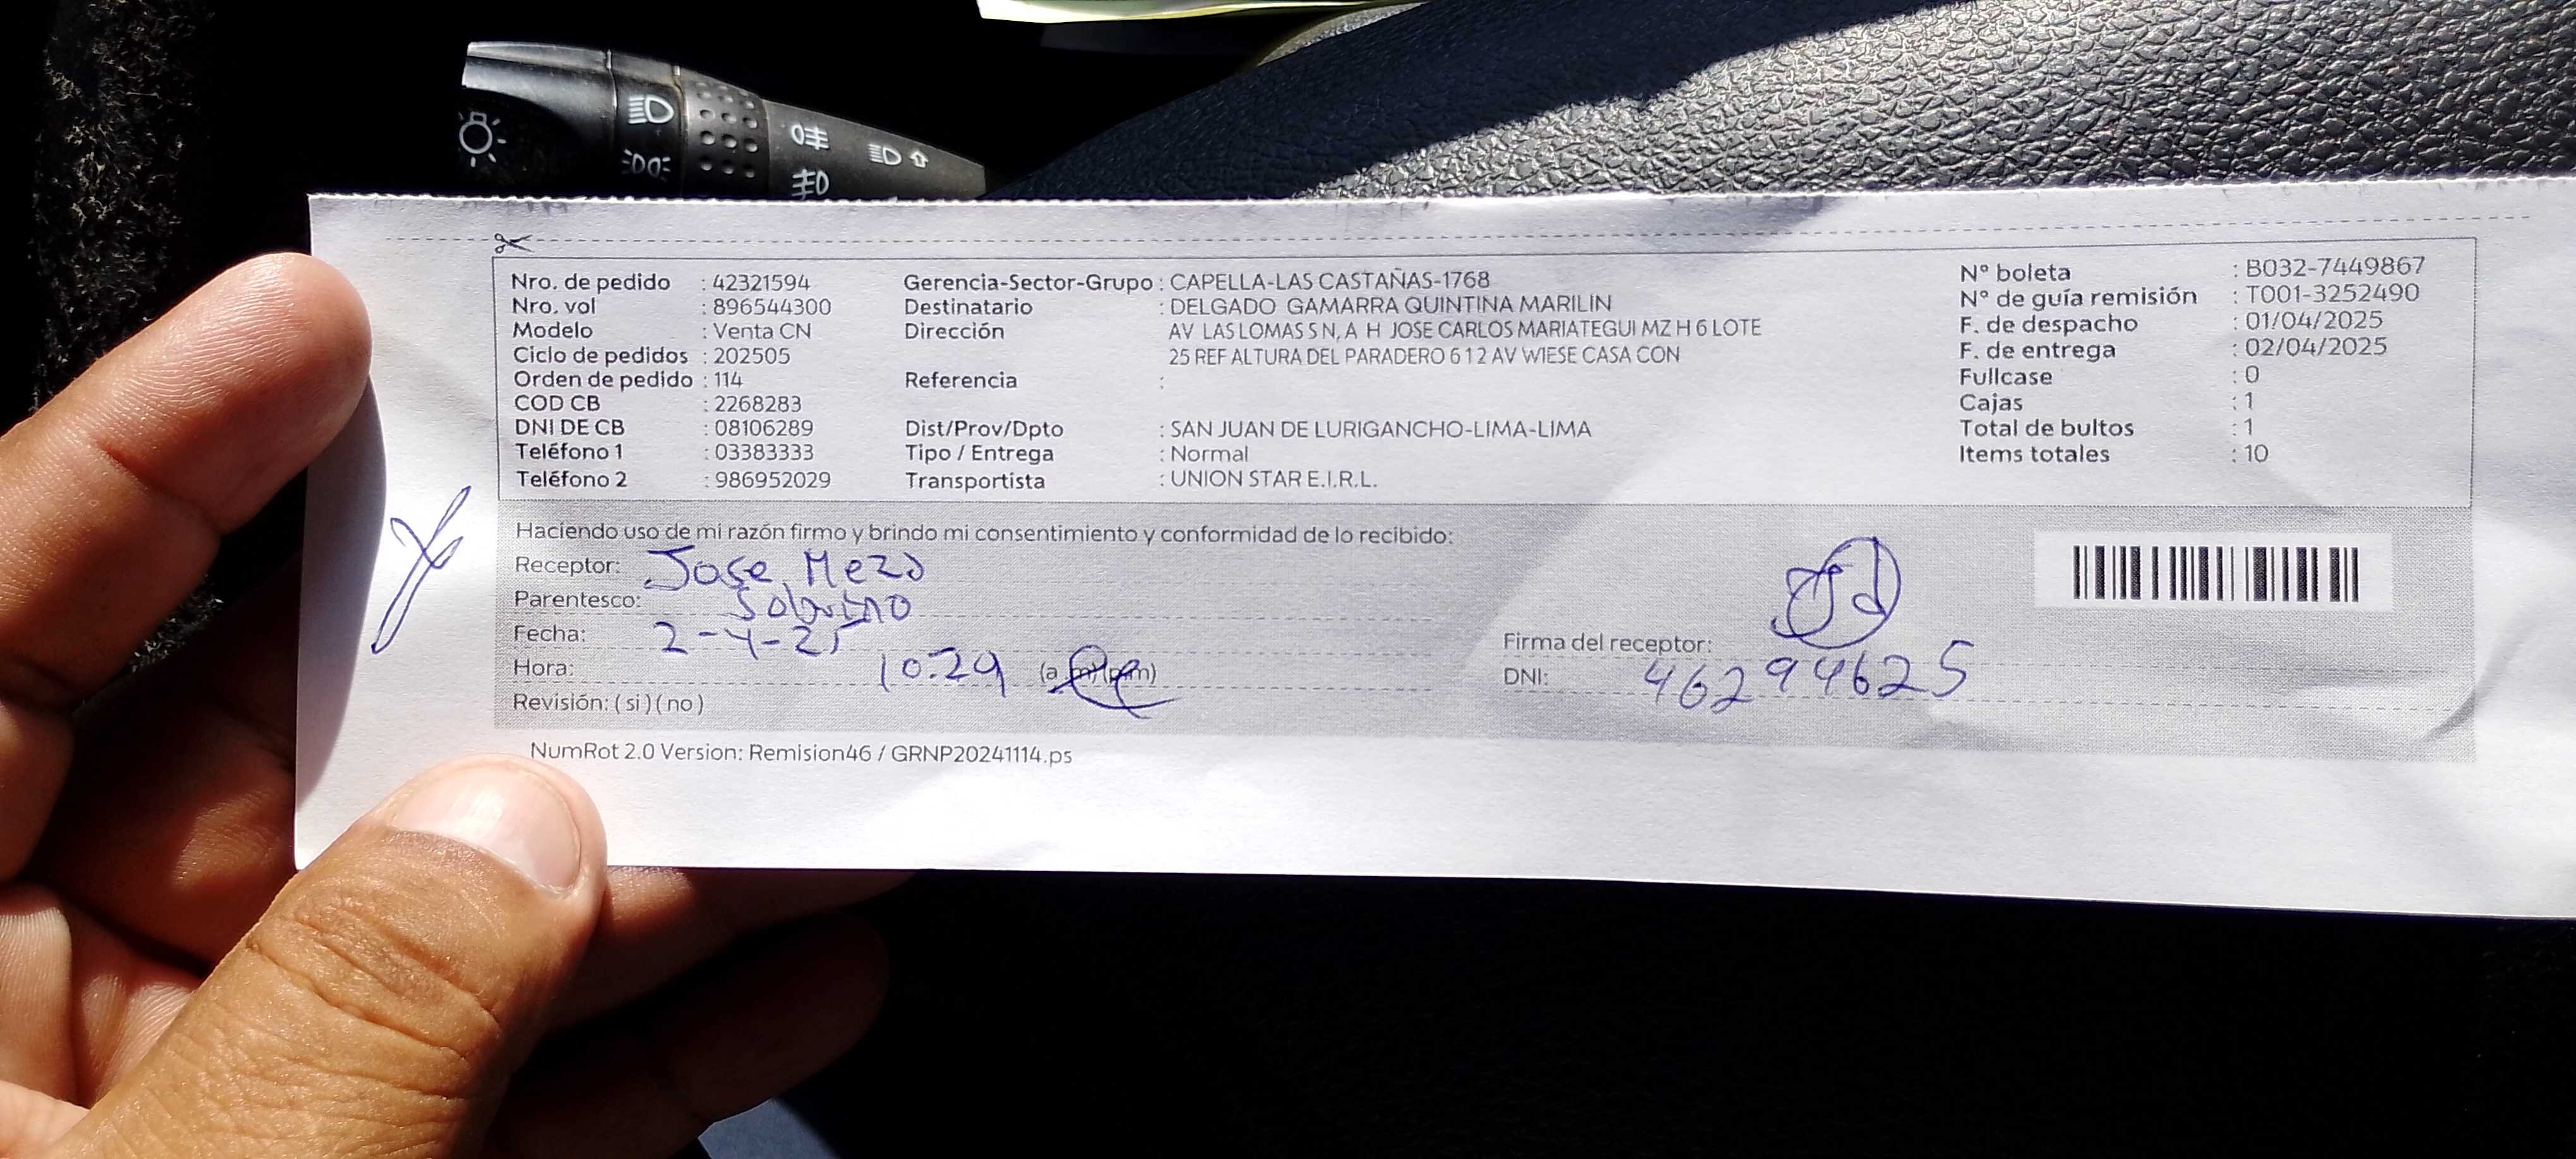 Nro. de pedido : 42321594
Nro. vol : 896544300
Modelo : Venta CN
Ciclo de pedidos : 202505
Orden de pedido : 114
COD CB : 2268283
DNI DE CB : 08106289
Teléfono 1 : 03383333
Teléfono 2 : 986952029
Gerencia-Sector-Grupo : CAPELLA-LAS CASTAÑAS-1768
Destinatario : DELGADO GAMARRA QUINTINA MARILIN
Dirección AV LAS LOMAS S N, A H JOSE CARLOS MARIATEGUI MZ H 6 LOTE
25 REF ALTURA DEL PARADERO 6 1 2 AV WIESE CASA CON
Referencia :
Dist/Prov/Dpto : SAN JUAN DE LURIGANCHO-LIMA-LIMA
Tipo / Entrega : Normal
Transportista : UNION STAR E.I.R.L.
N° boleta : B032-7449867
N° de guía remisión : T001-3252490
F. de despacho : 01/04/2025
F. de entrega : 02/04/2025
Fullcase : 0
Cajas : 1
Total de bultos : 1
Items totales : 10
Haciendo uso de mi razón firmo y brindo mi consentimiento y conformidad de lo recibido:
Receptor: Jose Meza
Parentesco: Sobrino
Fecha: 2-4-25
Hora: 10:29 (a m)(p m)
Revisión: ( si ) ( no )
Firma del receptor:
DNI: 46294625
NumRot 2.0 Version: Remision46 / GRNP20241114.ps